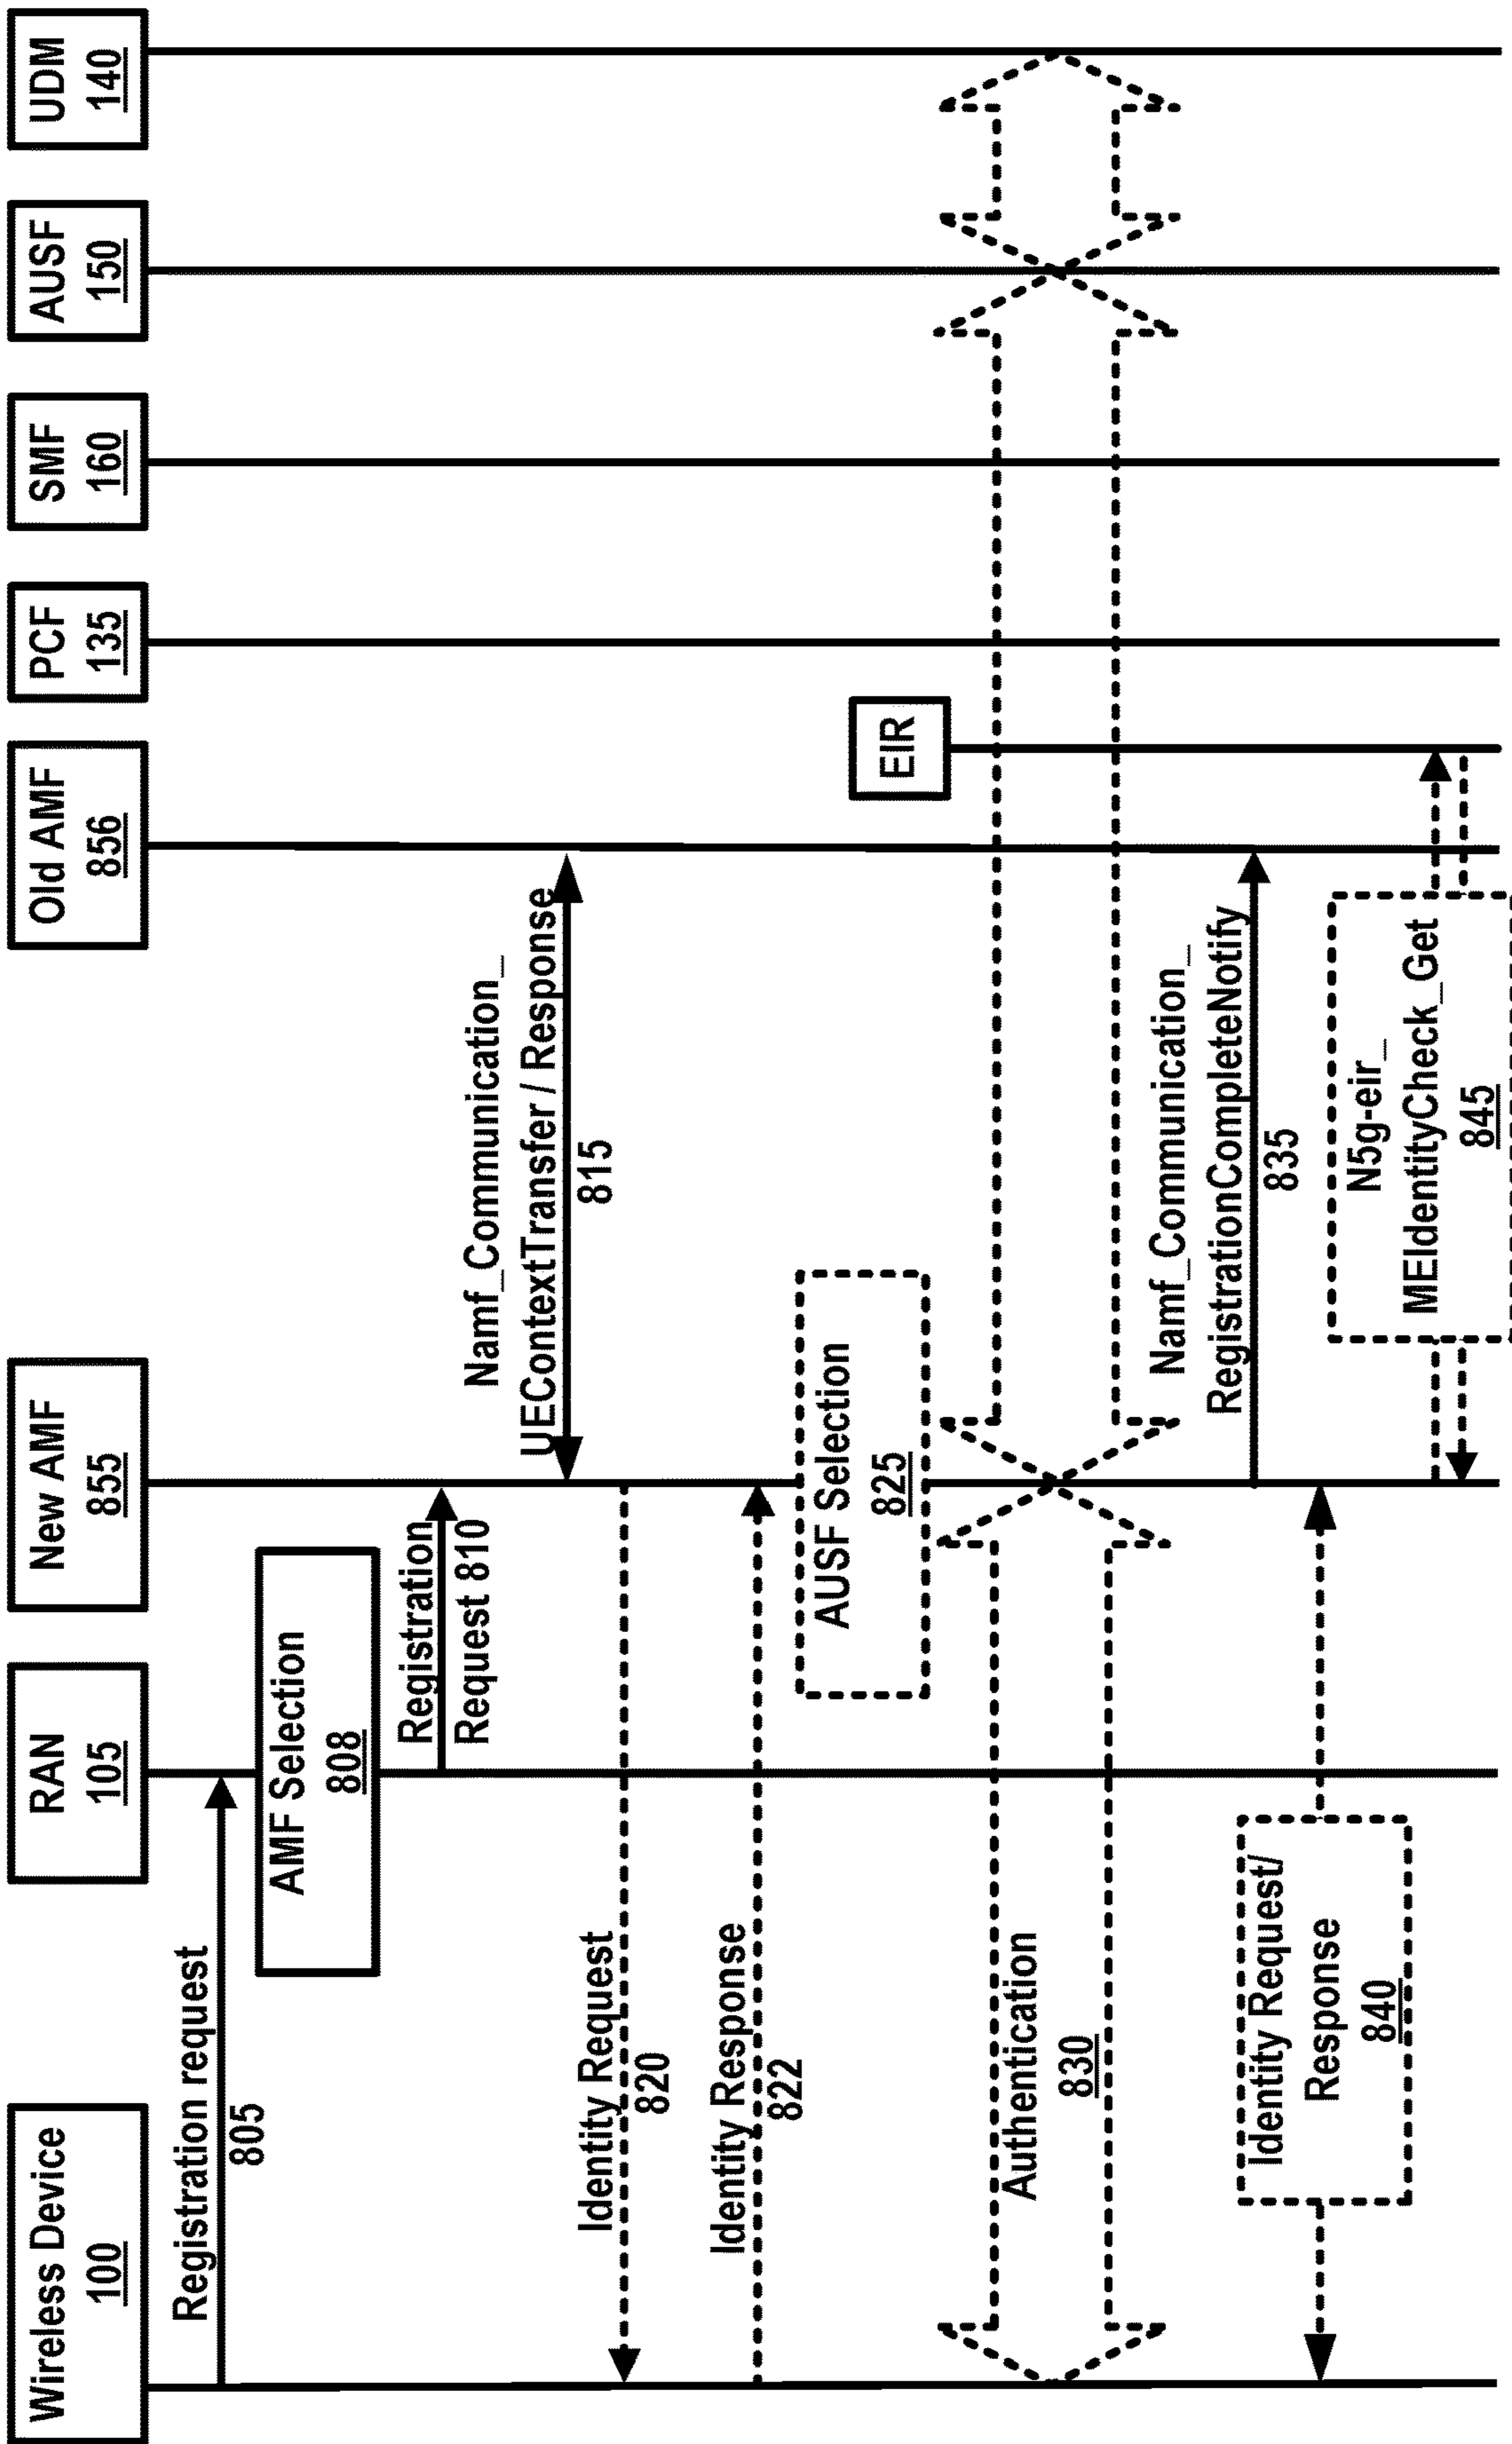 Wireless Device
100
RAN
105
New AMF
855
Old AMF
856
PCF
135
SMF
160
AUSF
150
UDM
140
Registration request
805
AMF Selection
808
Registration
Request 810
Namf_Communication_
UEContextTransfer / Response
815
Identity Request
820
Identity Response
822
AUSF Selection
825
EIR
Authentication
830
Namf_Communication_
RegistrationCompleteNotify
835
Identity Request/
Response
840
N5g-eir_
MEIdentityCheck_Get
845